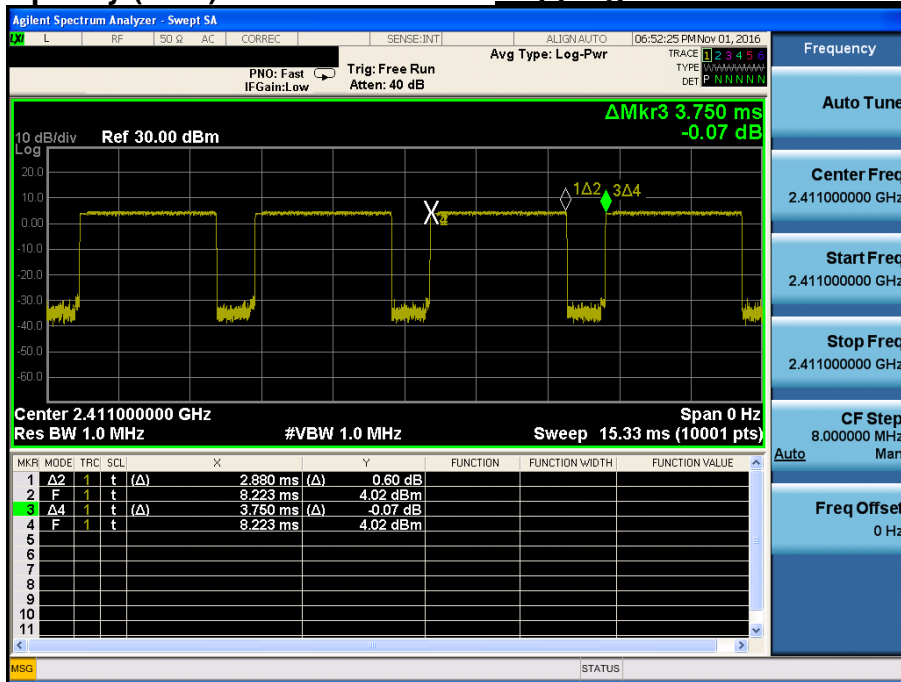 Agilent Spectrum Analyzer - Swept SA
LXI L RF 50 Ω AC CORREC SENSE:INT ALIGN AUTO 06:52:25 PM Nov 01, 2016
Frequency
Avg Type: Log-Pwr
TRACE 1 2 3 4 5 6
TYPE WWWWWW
DET P N N N N N
PNO: Fast
IFGain:Low
Trig: Free Run
Atten: 40 dB
ΔMkr3 3.750 ms
-0.07 dB
10 dB/div Ref 30.00 dBm
Log
20.0
10.0
0.00
-10.0
-20.0
-30.0
-40.0
-50.0
-60.0
X
4
1Δ2
3Δ4
Center 2.411000000 GHz
Span 0 Hz
Res BW 1.0 MHz
#VBW 1.0 MHz
Sweep 15.33 ms (10001 pts)
MKR MODE TRC SCL X Y FUNCTION FUNCTION WIDTH FUNCTION VALUE
1 Δ2 1 t (Δ) 2.880 ms (Δ) 0.60 dB
2 F 1 t 8.223 ms 4.02 dBm
3 Δ4 1 t (Δ) 3.750 ms (Δ) -0.07 dB
4 F 1 t 8.223 ms 4.02 dBm
5
6
7
8
9
10
11
MSG
STATUS
Auto Tune
Center Freq
2.411000000 GHz
Start Freq
2.411000000 GHz
Stop Freq
2.411000000 GHz
CF Step
8.000000 MHz
Auto Man
Freq Offset
0 Hz